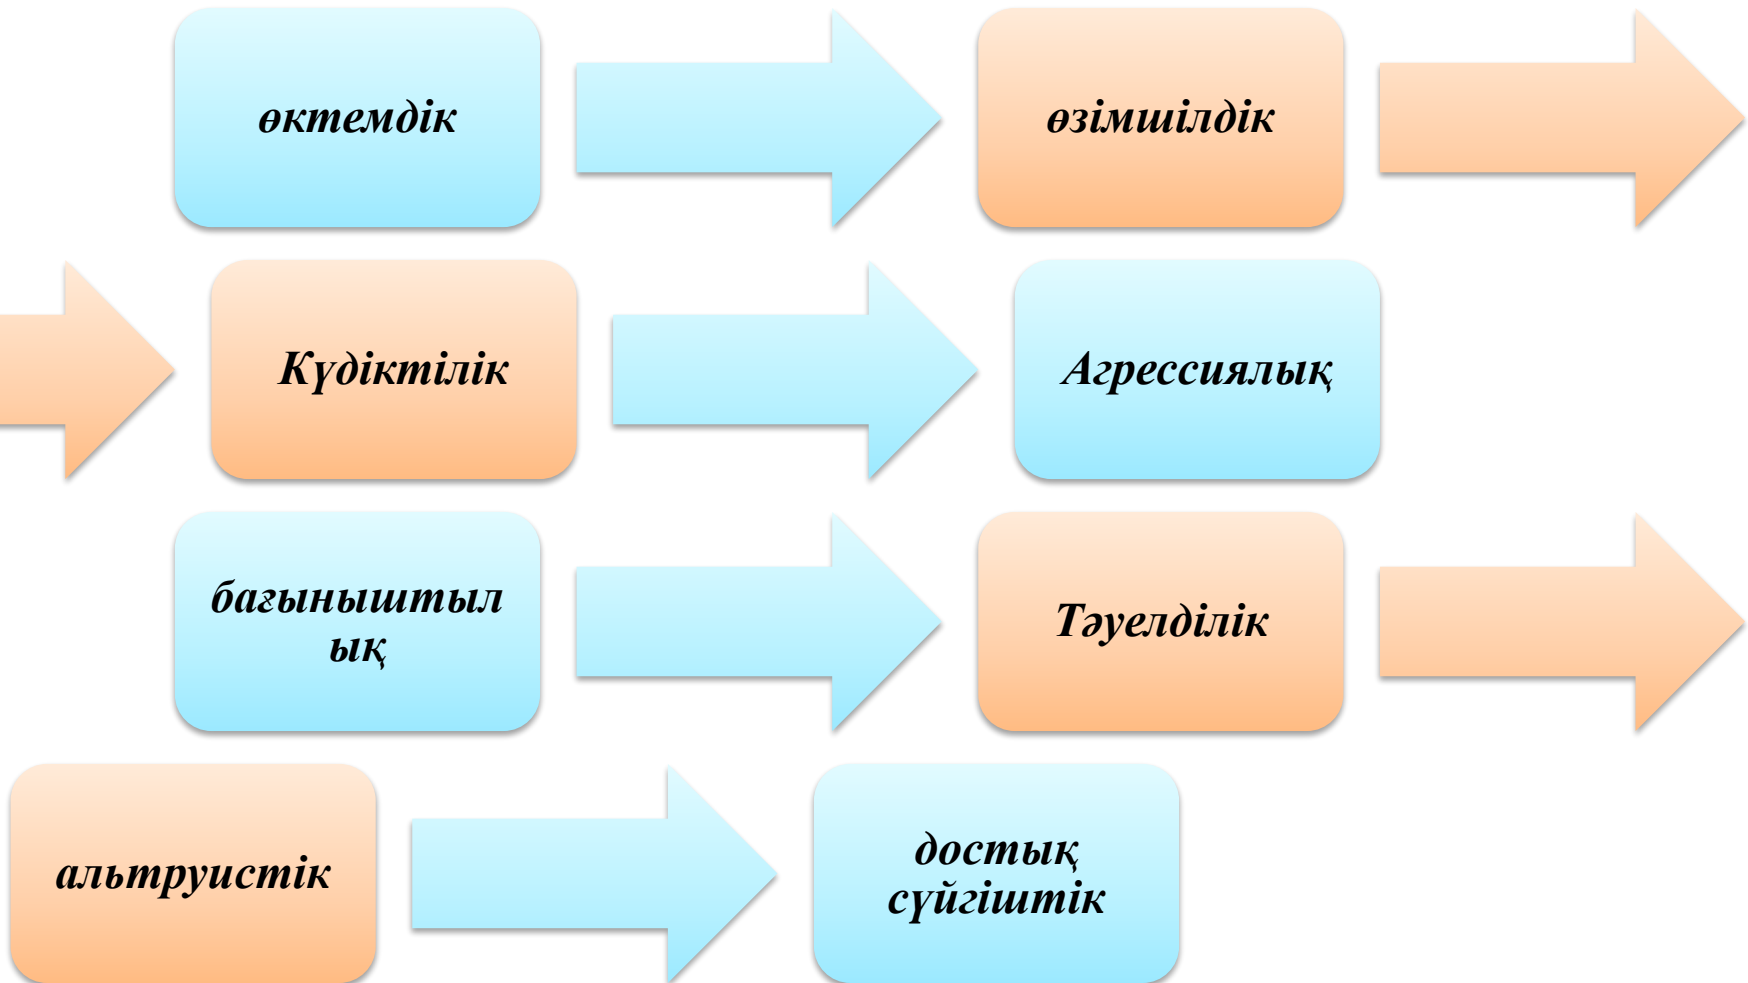 өктемдік
өзімшілдік
Күдіктілік
Агрессиялық
бағыныштыл
ық
Тәуелділік
альтруистік
достық
сүйгіштік